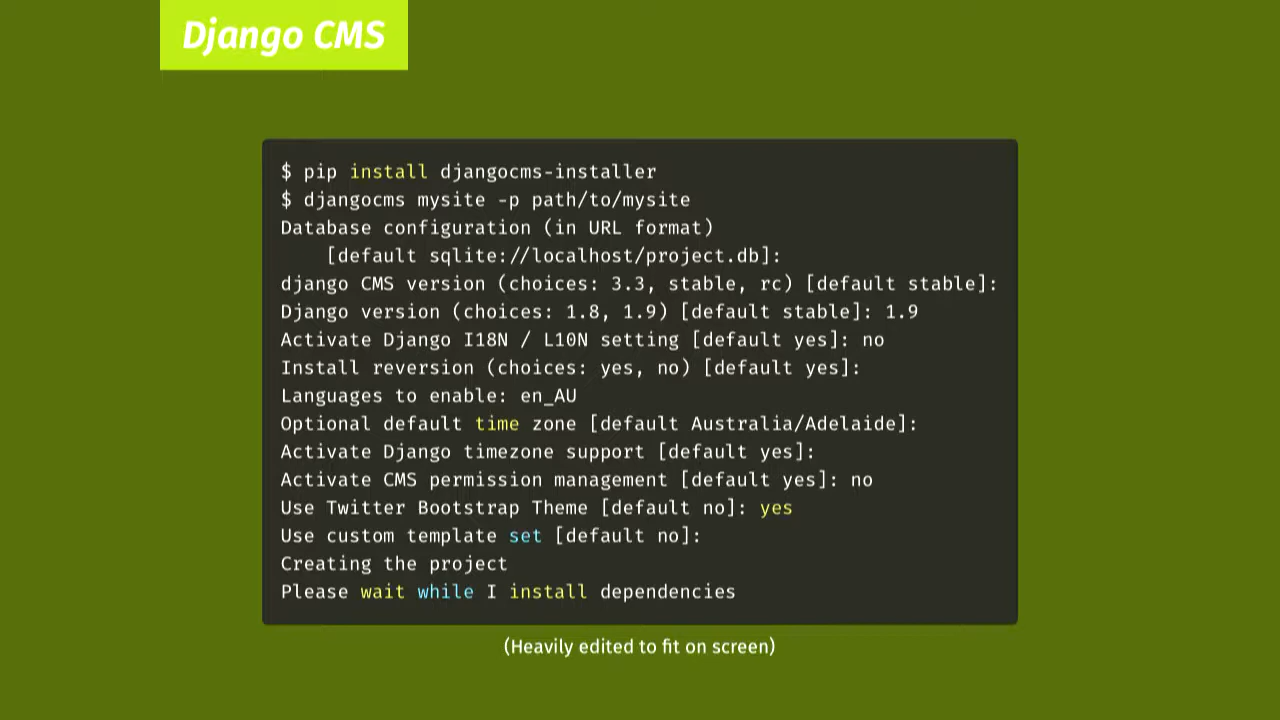 Django CMS
$ pip install djangocms-installer
$ djangocms mysite -p path/to/mysite
Database configuration (in URL format)
    [default sqlite://localhost/project.db]:
django CMS version (choices: 3.3, stable, rc) [default stable]:
Django version (choices: 1.8, 1.9) [default stable]: 1.9
Activate Django I18N / L10N setting [default yes]: no
Install reversion (choices: yes, no) [default yes]:
Languages to enable: en_AU
Optional default time zone [default Australia/Adelaide]:
Activate Django timezone support [default yes]:
Activate CMS permission management [default yes]: no
Use Twitter Bootstrap Theme [default no]: yes
Use custom template set [default no]:
Creating the project
Please wait while I install dependencies
(Heavily edited to fit on screen)